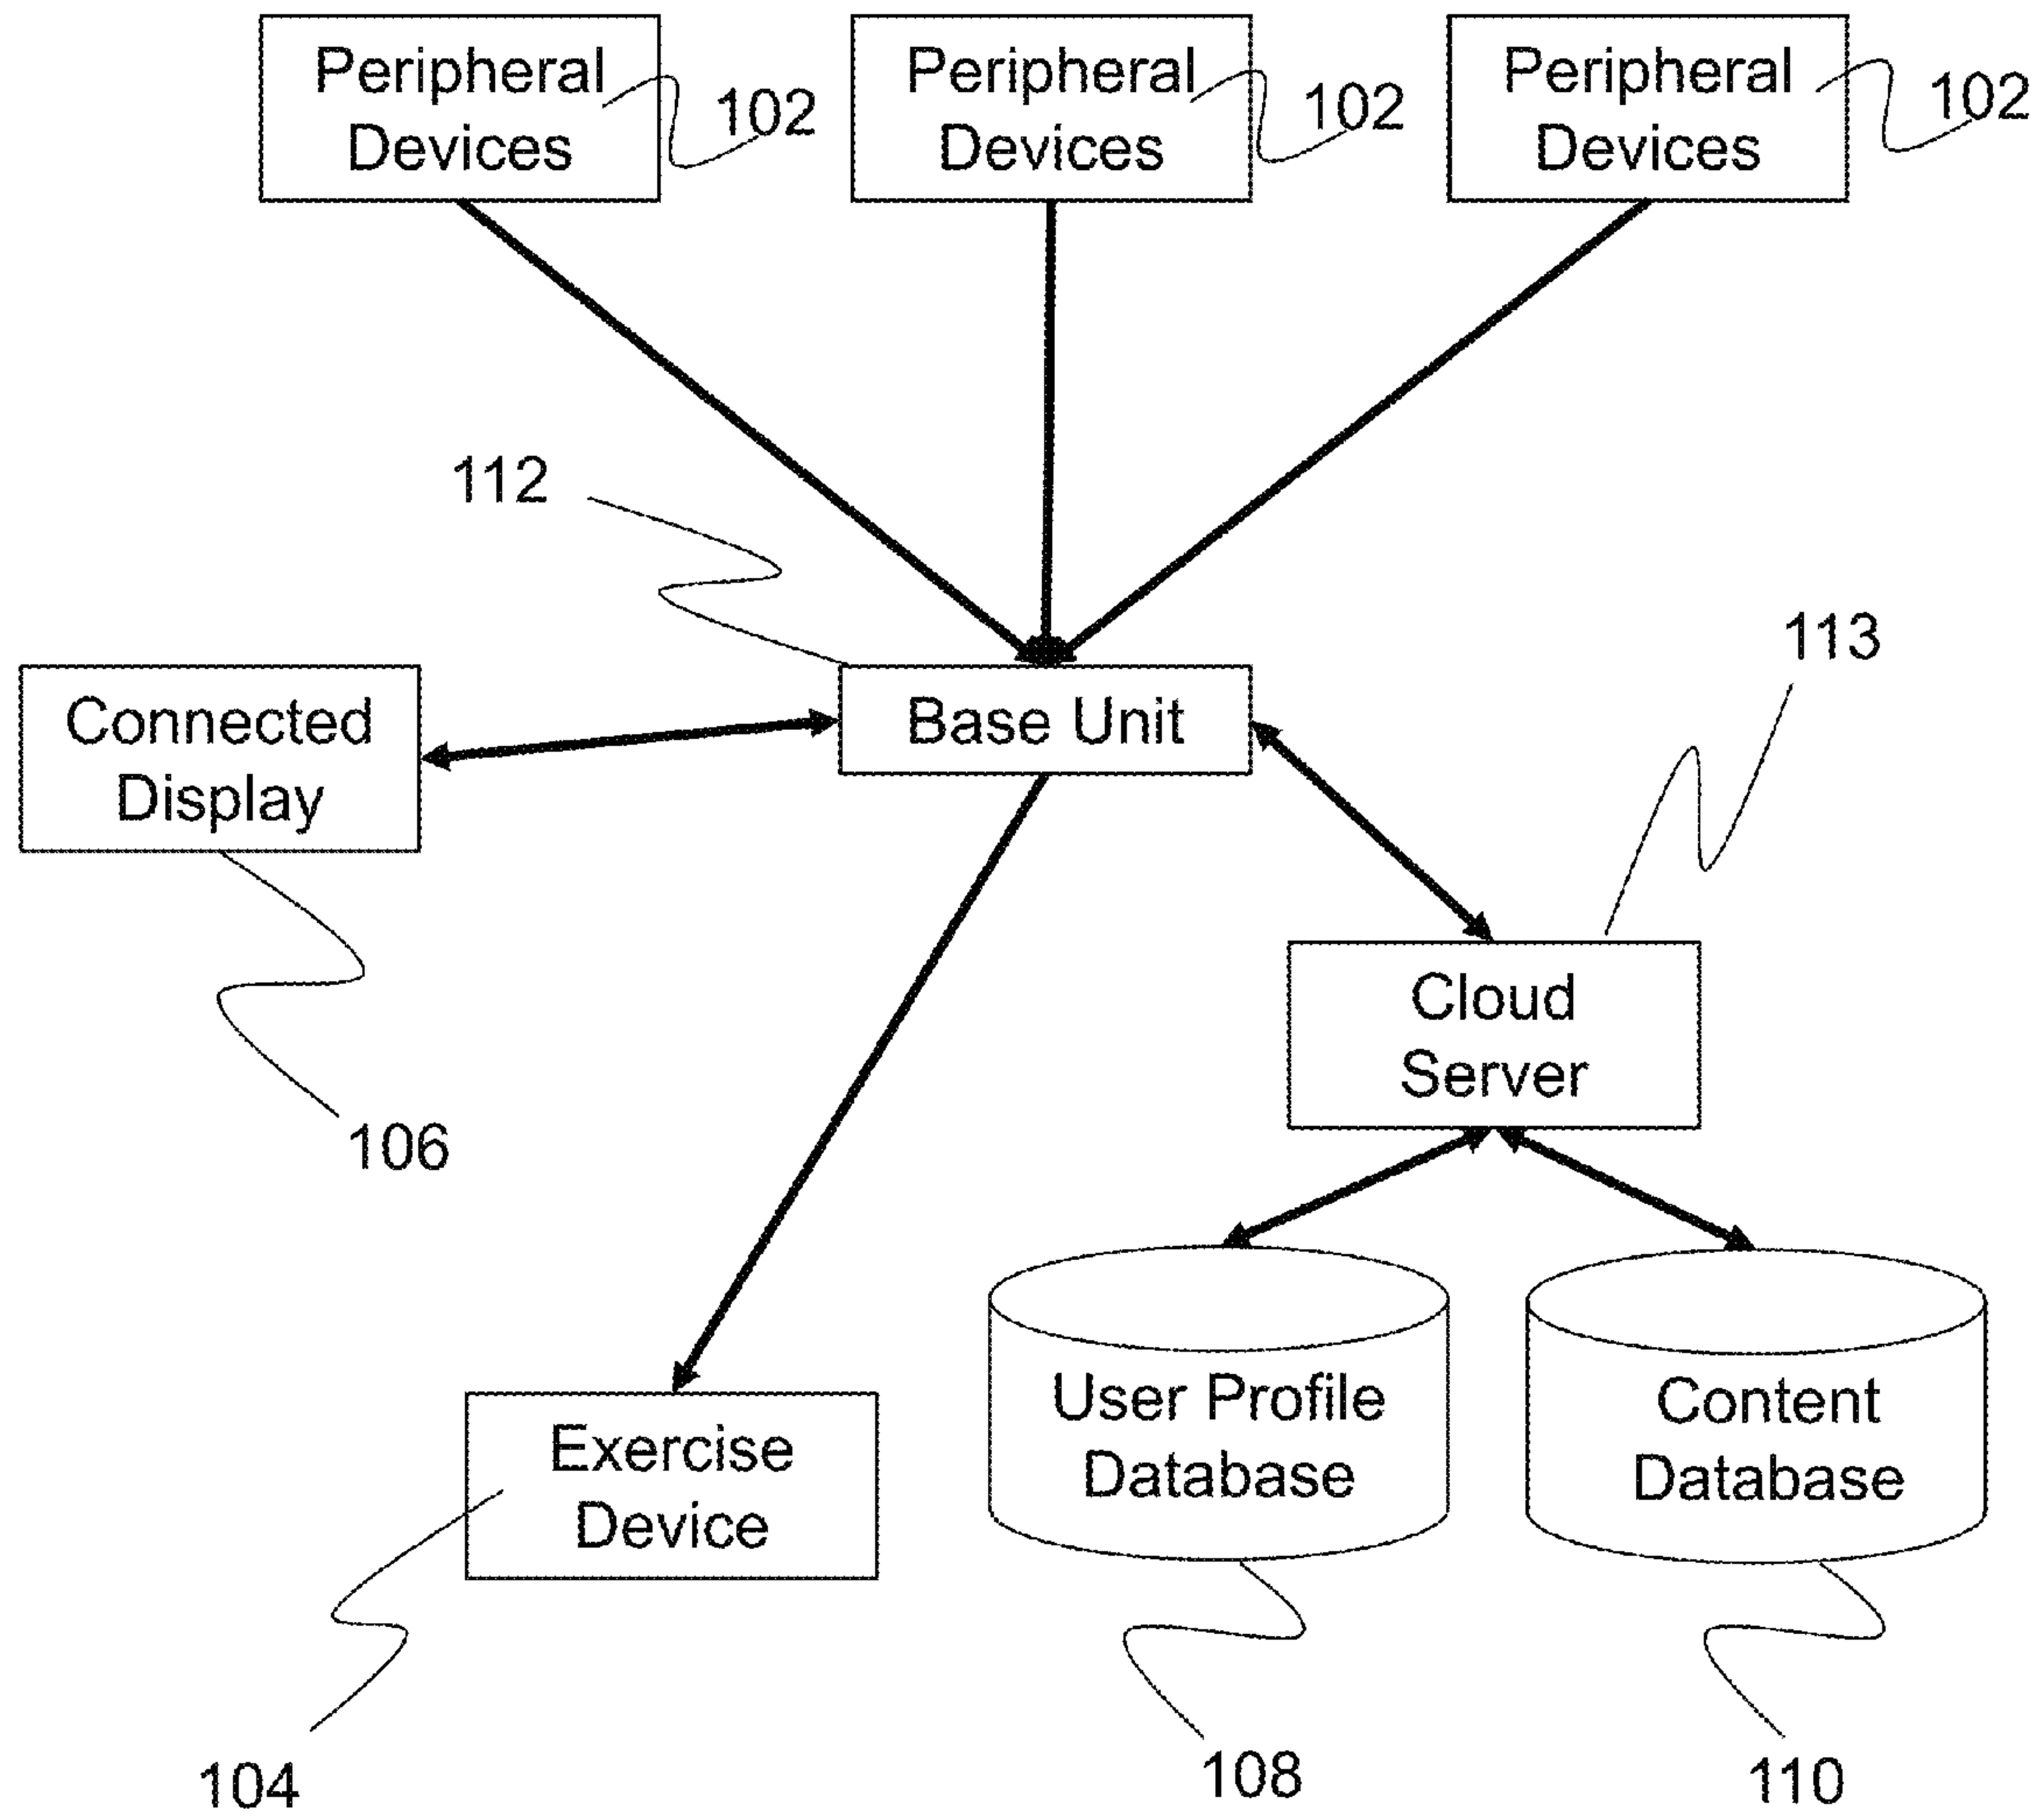 Peripheral
Devices
102
Peripheral
Devices
102
Peripheral
Devices
102
112
113
Connected
Display
Base Unit
Cloud
Server
106
User Profile
Database
Content
Database
Exercise
Device
104
108
110